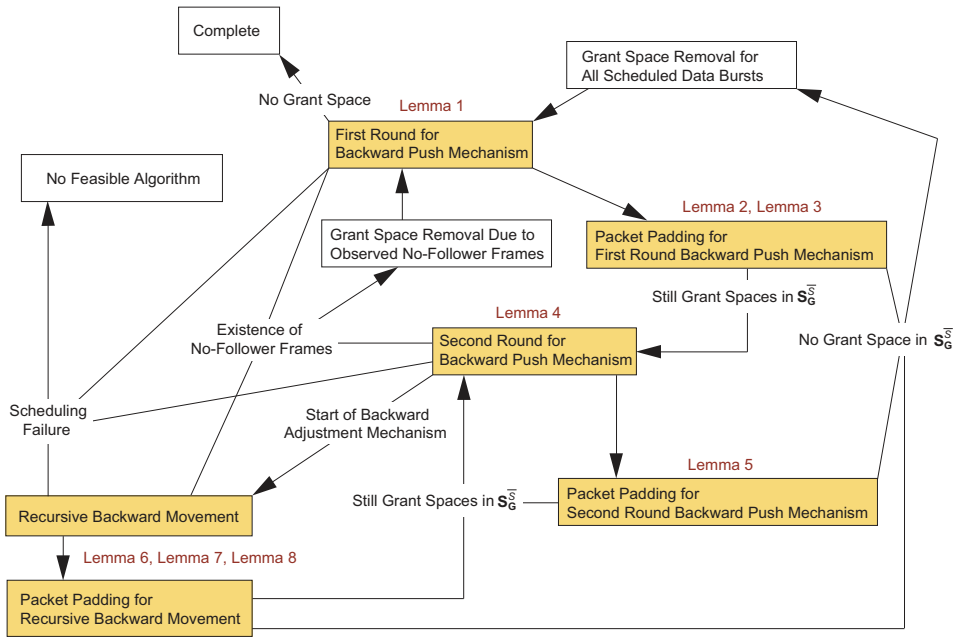 Complete
Grant Space Removal for
All Scheduled Data Bursts
No Grant Space
Lemma 1
First Round for
Backward Push Mechanism
No Feasible Algorithm
Lemma 2, Lemma 3
Grant Space Removal Due to
Observed No-Follower Frames
Packet Padding for
First Round Backward Push Mechanism
Still Grant Spaces in S_G^S̅
Lemma 4
Existence of
No-Follower Frames
Second Round for
Backward Push Mechanism
No Grant Space in S_G^S̅
Scheduling
Failure
Start of Backward
Adjustment Mechanism
Lemma 5
Recursive Backward Movement
Still Grant Spaces in S_G^S̅
Packet Padding for
Second Round Backward Push Mechanism
Lemma 6, Lemma 7, Lemma 8
Packet Padding for
Recursive Backward Movement